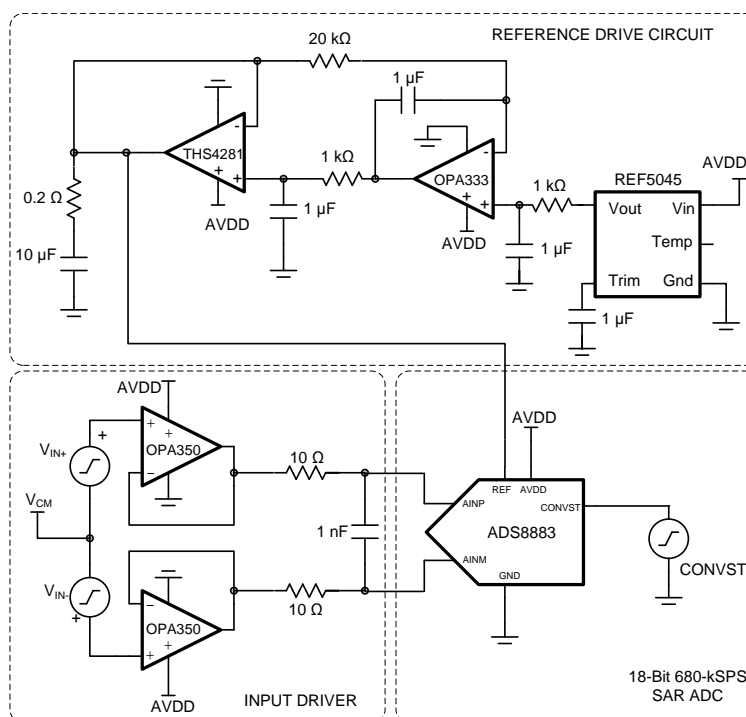 REFERENCE DRIVE CIRCUIT
20 kΩ
1 µF
-
THS4281
+
+
AVDD
1 kΩ
1 µF
-
OPA333
+
+
AVDD
1 kΩ
1 µF
REF5045
AVDD
Vout
Vin
Temp
Trim
Gnd
1 µF
0.2 Ω
10 µF
AVDD
+
+
OPA350
-
+
VIN+
VCM
VIN-
+
10 Ω
1 nF
10 Ω
-
OPA350
+
+
AVDD
INPUT DRIVER
AVDD
REF
AVDD
CONVST
AINP
ADS8883
AINM
GND
CONVST
18-Bit 680-kSPS
SAR ADC